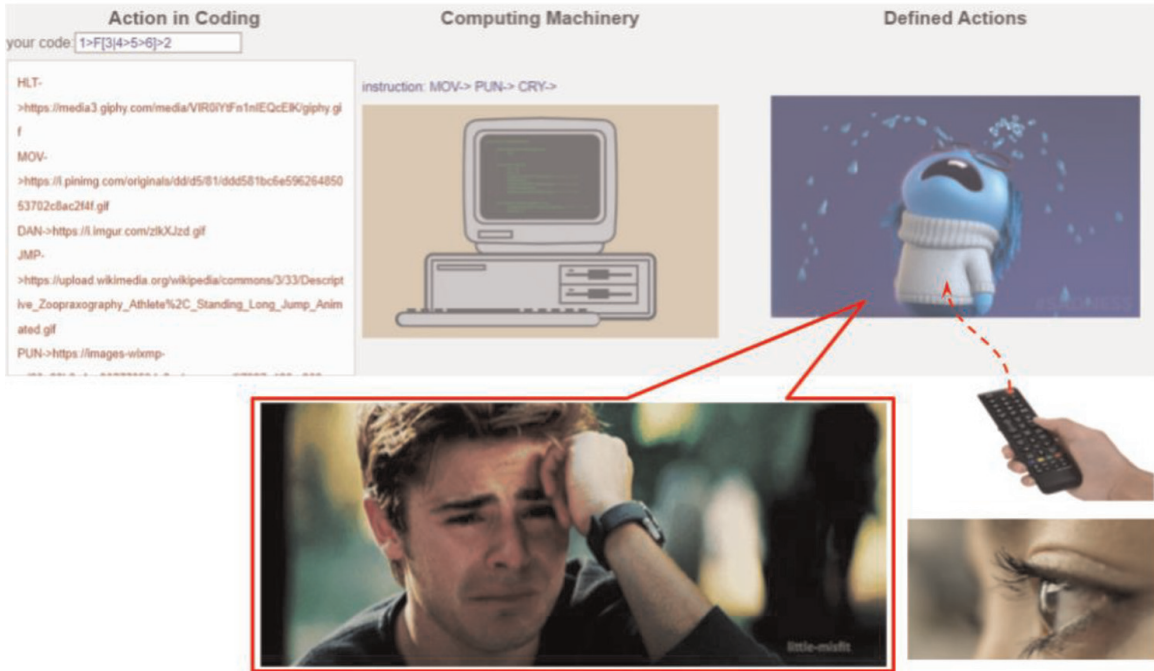 Action in Coding
Computing Machinery
Defined Actions
your code: 1>F[3|4>5>6]>2
HLT-
>https://media3.giphy.com/media/VIR0IYtFn1nIEQcEIK/giphy.gi
f
MOV-
>https://i.pinimg.com/originals/dd/d5/81/ddd581bc6e596264850
53702c8ac2f4f.gif
DAN->https://i.imgur.com/zlkXJzd.gif
JMP-
>https://upload.wikimedia.org/wikipedia/commons/3/33/Descript
ive_Zoopraxography_Athlete%2C_Standing_Long_Jump_Anim
ated.gif
PUN->https://images-wixmp-
instruction: MOV-> PUN-> CRY->
#SADNESS
little-misfit